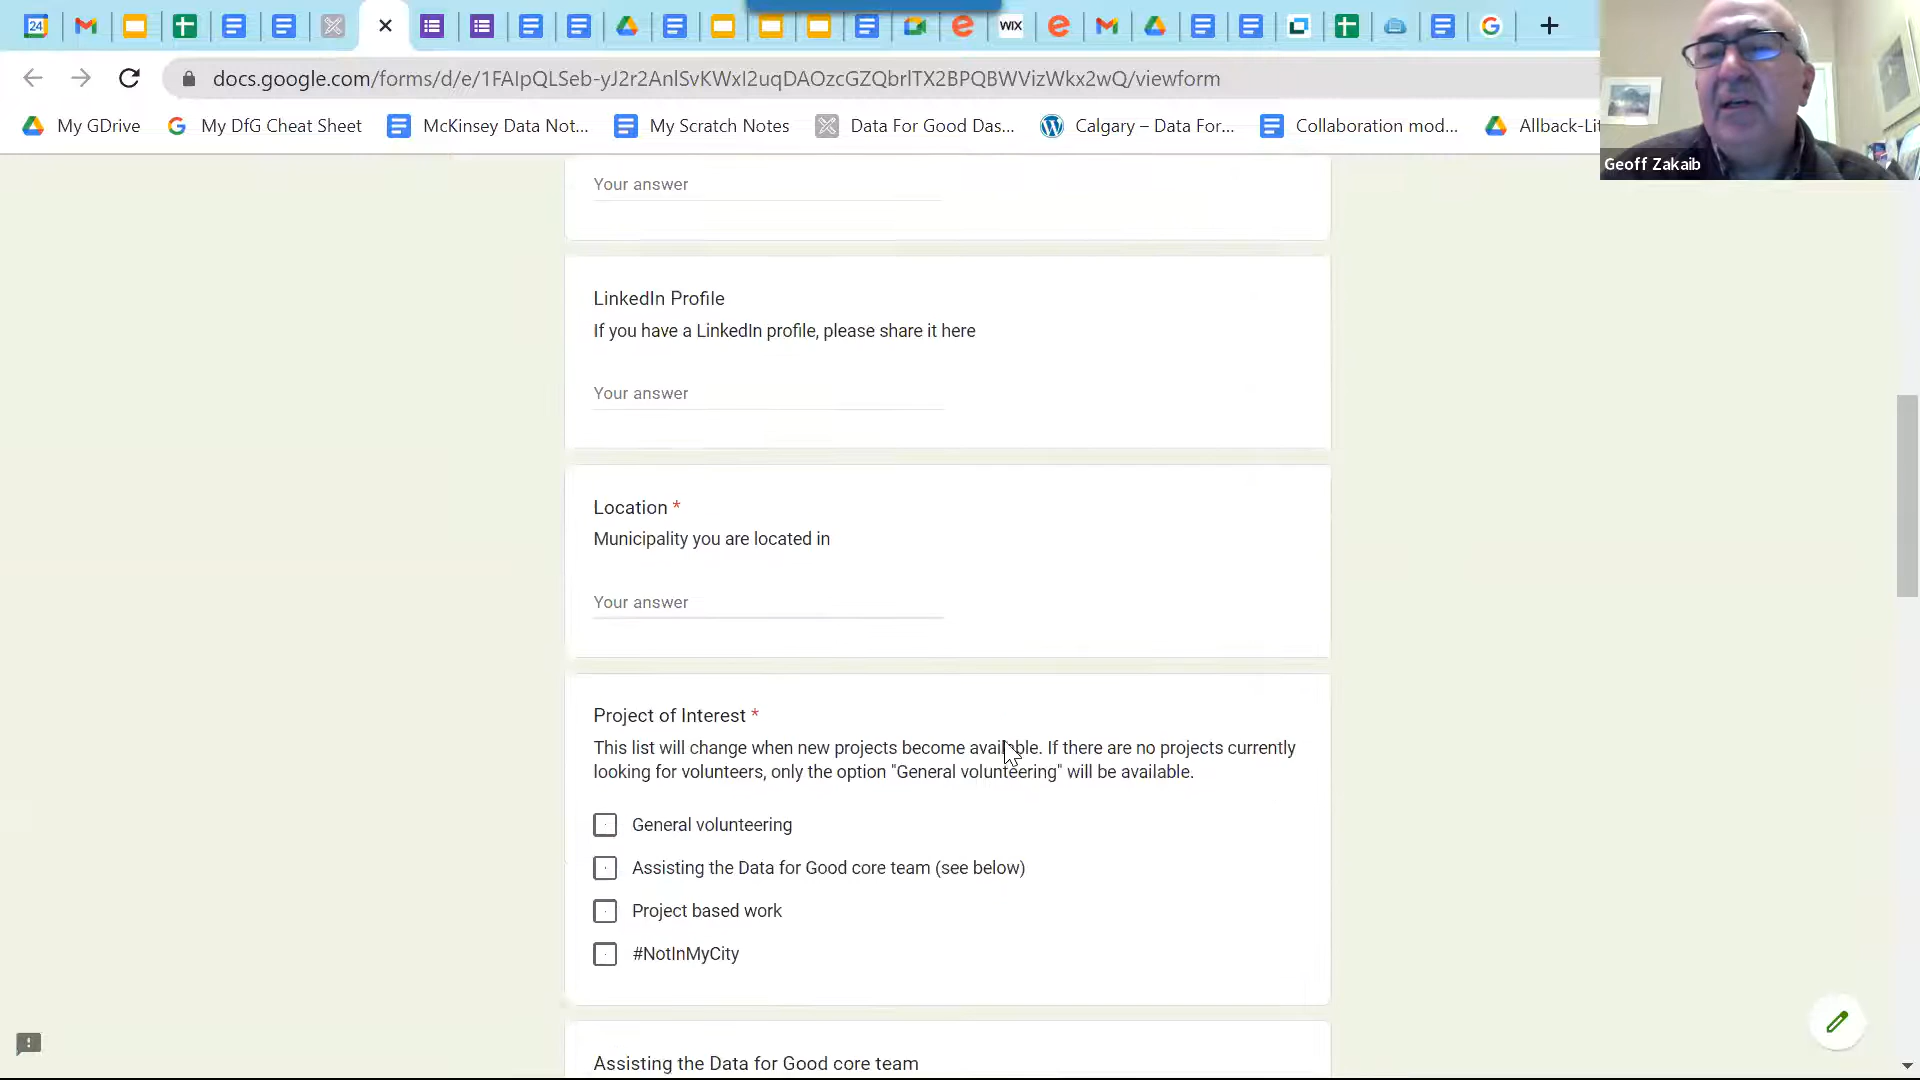 24
WIX
docs.google.com/forms/d/e/1FAIpQLSeb-yJ2r2AnlSvKWxI2uqDAOzcGZQbrlTX2BPQBWVizWkx2wQ/viewform
My GDrive
My DfG Cheat Sheet
McKinsey Data Not...
My Scratch Notes
Data For Good Das...
Calgary – Data For...
Collaboration mod...
Allback-Lit
Geoff Zakaib
Your answer
LinkedIn Profile
If you have a LinkedIn profile, please share it here
Your answer
Location *
Municipality you are located in
Your answer
Project of Interest *
This list will change when new projects become available. If there are no projects currently
looking for volunteers, only the option "General volunteering" will be available.
General volunteering
Assisting the Data for Good core team (see below)
Project based work
#NotInMyCity
Assisting the Data for Good core team